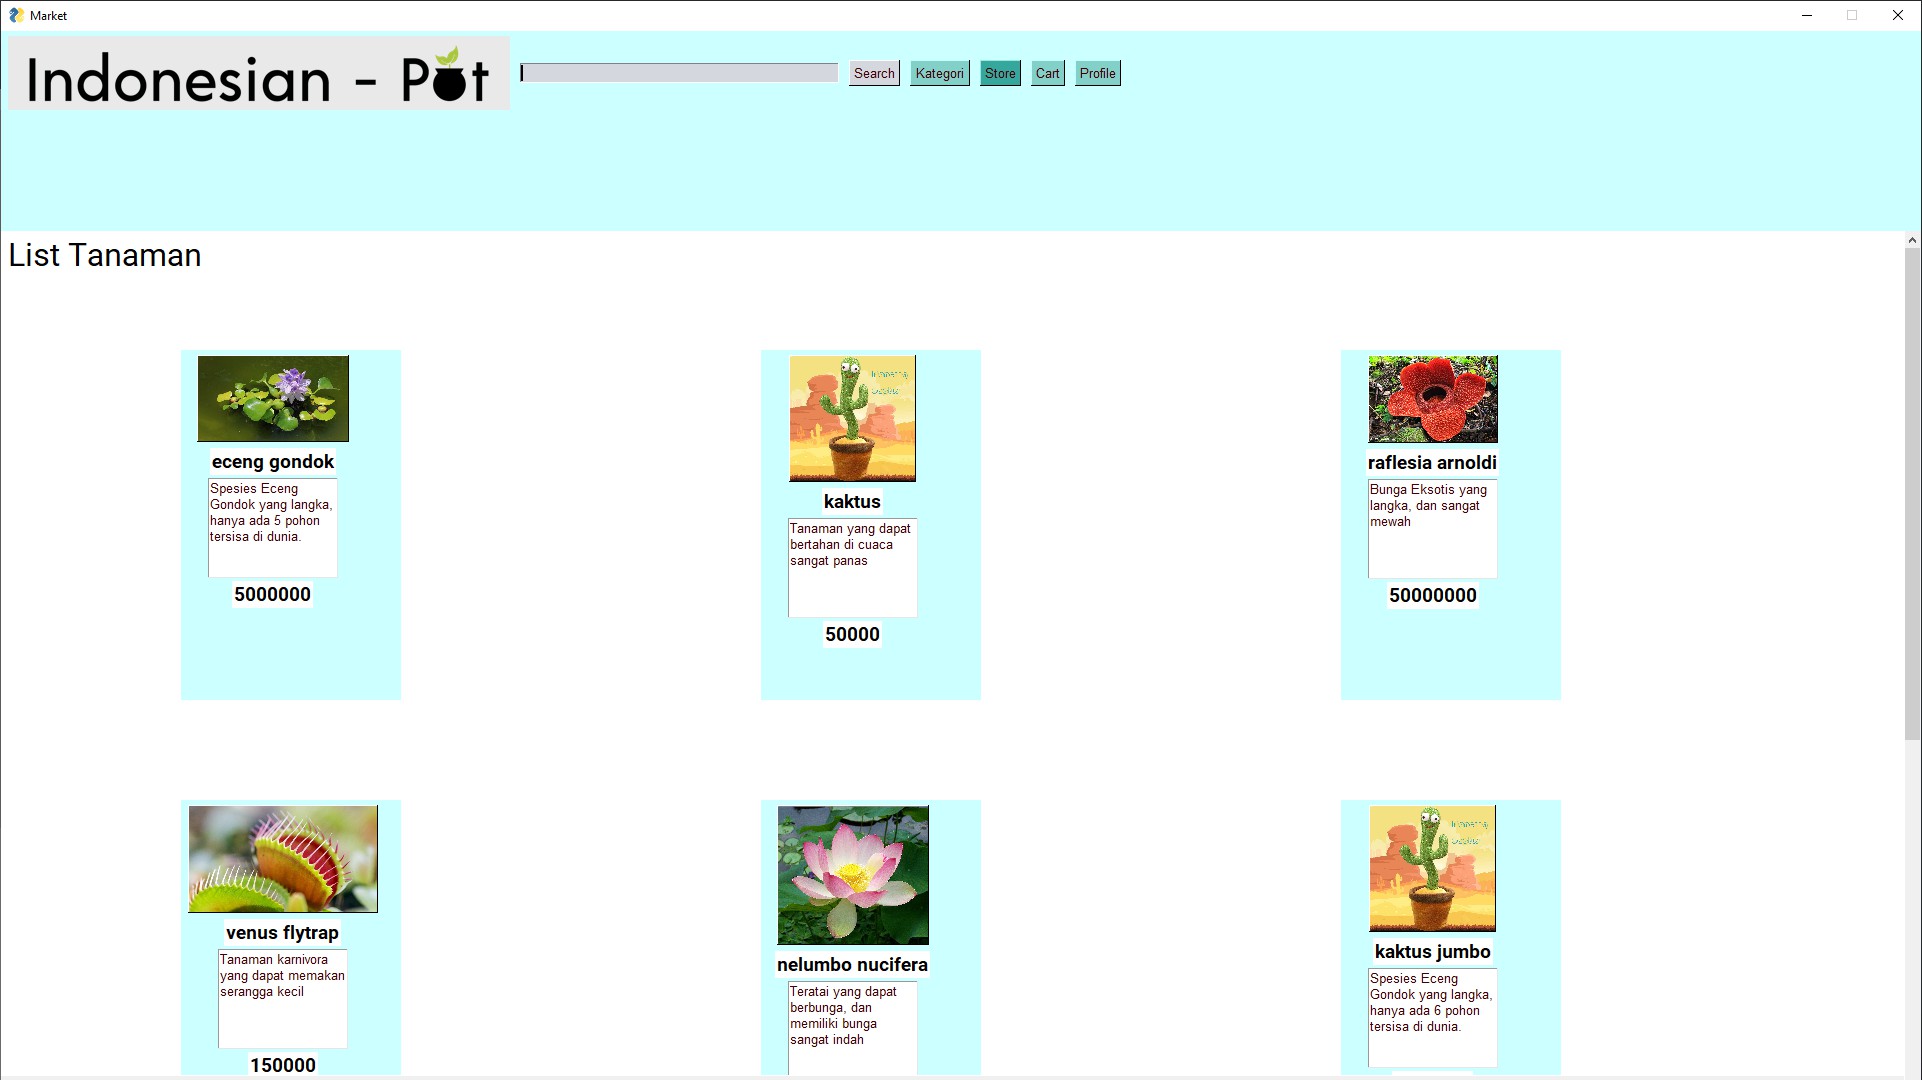 Market
Indonesian - Pot
Search
Kategori
Store
Cart
Profile
List Tanaman
eceng gondok
Spesies Eceng
Gondok yang langka,
hanya ada 5 pohon
tersisa di dunia.
5000000
kaktus
Tanaman yang dapat
bertahan di cuaca
sangat panas
50000
raflesia arnoldi
Bunga Eksotis yang
langka, dan sangat
mewah
50000000
venus flytrap
Tanaman karnivora
yang dapat memakan
serangga kecil
150000
nelumbo nucifera
Teratai yang dapat
berbunga, dan
memiliki bunga
sangat indah
kaktus jumbo
Spesies Eceng
Gondok yang langka,
hanya ada 6 pohon
tersisa di dunia.